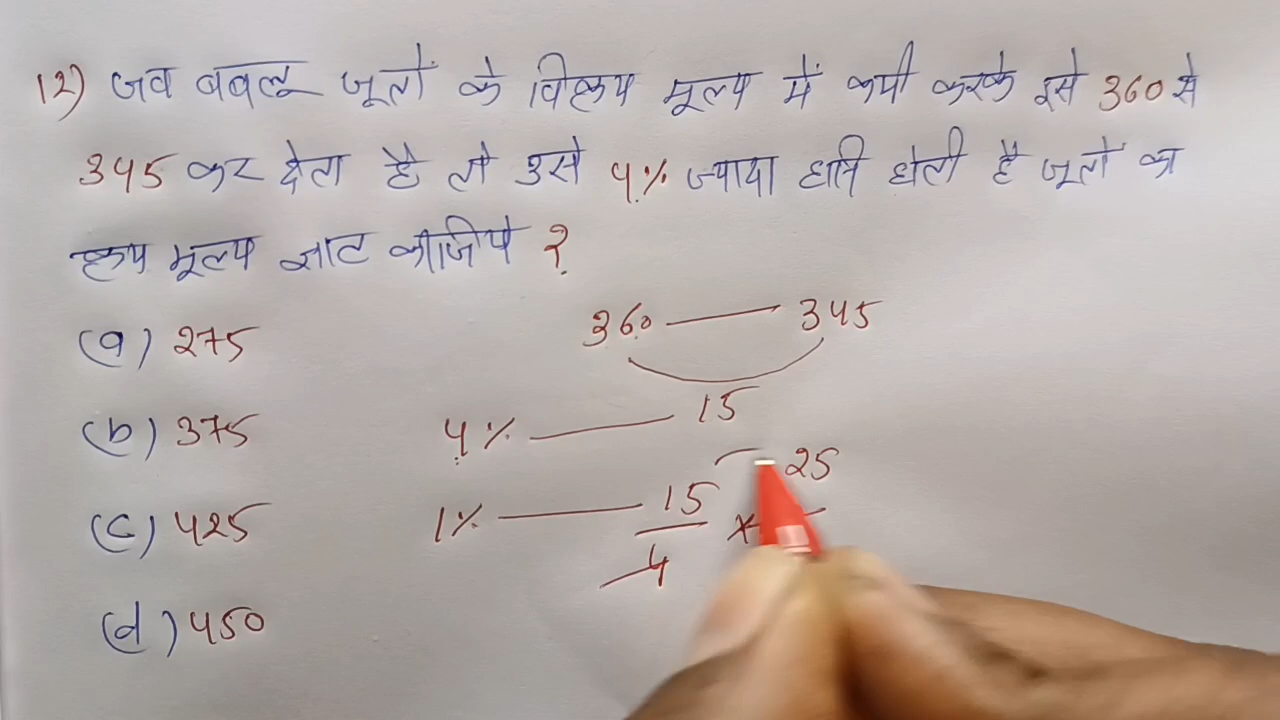 12) जब बबलू जूतों के विक्रय मूल्य में कमी करके इसे 360 से
345 कर देता है तो उसे 4% ज्यादा हानि होती है जूतों का
क्रय मूल्य ज्ञात कीजिये ?
(a) 275
(b) 375
(c) 425
(d) 450
360 — 345
4% — 15
25
1% — 15/4 ×